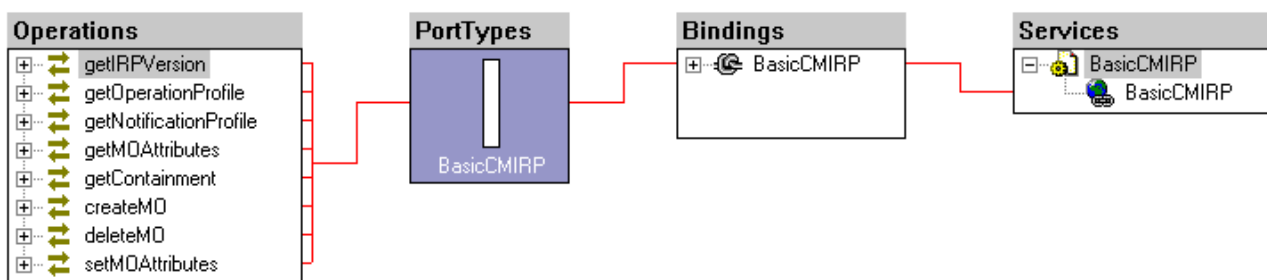 Operations
getIRPVersion
getOperationProfile
getNotificationProfile
getMOAttributes
getContainment
createMO
deleteMO
setMOAttributes
PortTypes
BasicCMIRP
Bindings
BasicCMIRP
Services
BasicCMIRP
BasicCMIRP